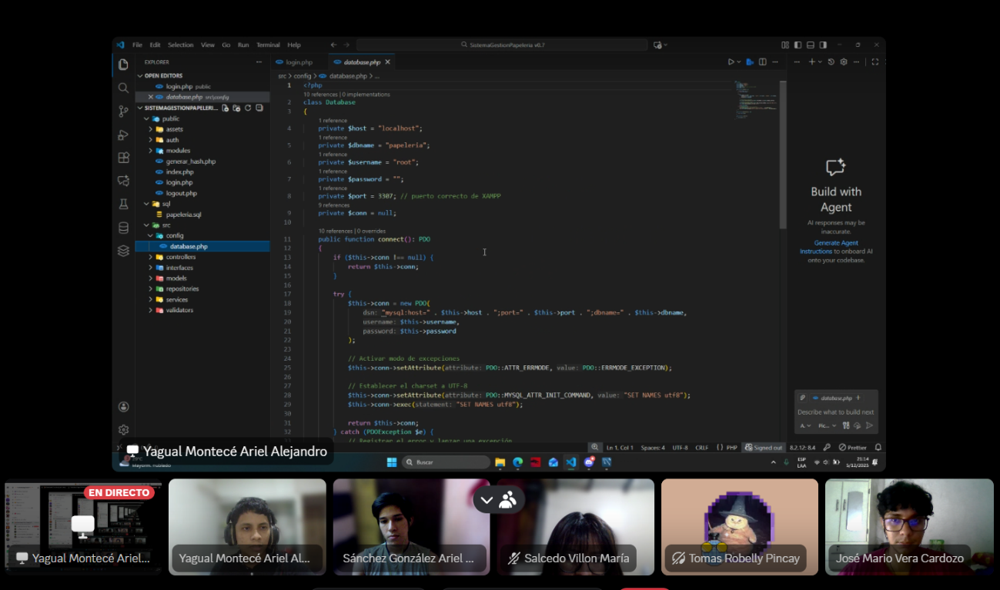 File Edit Selection View Go Run Terminal Help
SistemaGestionPapeleria v0.7
EXPLORER
OPEN EDITORS
login.php public
database.php src\config
SISTEMAGESTIONPAPELERI...
public
assets
auth
modules
generar_hash.php
index.php
login.php
logout.php
sql
papeleria.sql
src
config
database.php
controllers
interfaces
models
repositories
services
validators
login.php
database.php
src > config > database.php > ...
1 <?php
10 references | 0 implementations
2 class Database
3 {
1 reference
4 private $host = "localhost";
1 reference
5 private $dbname = "papeleria";
1 reference
6 private $username = "root";
1 reference
7 private $password = "";
1 reference
8 private $port = 3307; // puerto correcto de XAMPP
9 references
9 private $conn = null;
10
10 references | 0 overrides
11 public function connect(): PDO
12 {
13 if ($this->conn !== null) {
14 return $this->conn;
15 }
16
17 try {
18 $this->conn = new PDO(
19 dsn: "mysql:host=" . $this->host . ";port=" . $this->port . ";dbname=" . $this->dbname,
20 username: $this->username,
21 password: $this->password
22 );
23
24 // Activar modo de excepciones
25 $this->conn->setAttribute(attribute: PDO::ATTR_ERRMODE, value: PDO::ERRMODE_EXCEPTION);
26
27 // Establecer el charset a UTF-8
28 $this->conn->setAttribute(attribute: PDO::MYSQL_ATTR_INIT_COMMAND, value: "SET NAMES utf8");
29 $this->conn->exec(statement: "SET NAMES utf8");
30
31 return $this->conn;
32 } catch (PDOException $e) {
// Registrar el error y lanzar una excepción
Build with
Agent
AI responses may be
inaccurate.
Generate Agent
Instructions to onboard AI
onto your codebase.
database.php
Describe what to build next
A.
Pic...
Ln 1, Col 1 Spaces: 4 UTF-8 CRLF {} PHP Signed out 8.2.12: 8.4 Prettier
Yagual Montecé Ariel Alejandro
Mayorm. nublado
Buscar
ESP
LAA
21:14
5/12/2025
EN DIRECTO
Yagual Montecé Ariel...
Yagual Montecé Ariel Al...
Sánchez González Ariel ...
Salcedo Villon María
Tomas Robelly Pincay
José Mario Vera Cardozo